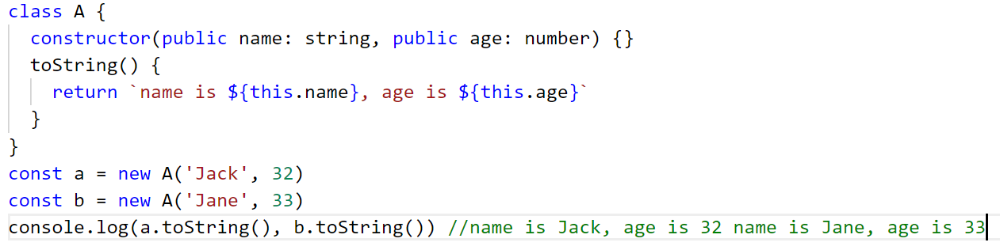 class A {
  constructor(public name: string, public age: number) {}
  toString() {
    return `name is ${this.name}, age is ${this.age}`
  }
}
const a = new A('Jack', 32)
const b = new A('Jane', 33)
console.log(a.toString(), b.toString()) //name is Jack, age is 32 name is Jane, age is 33